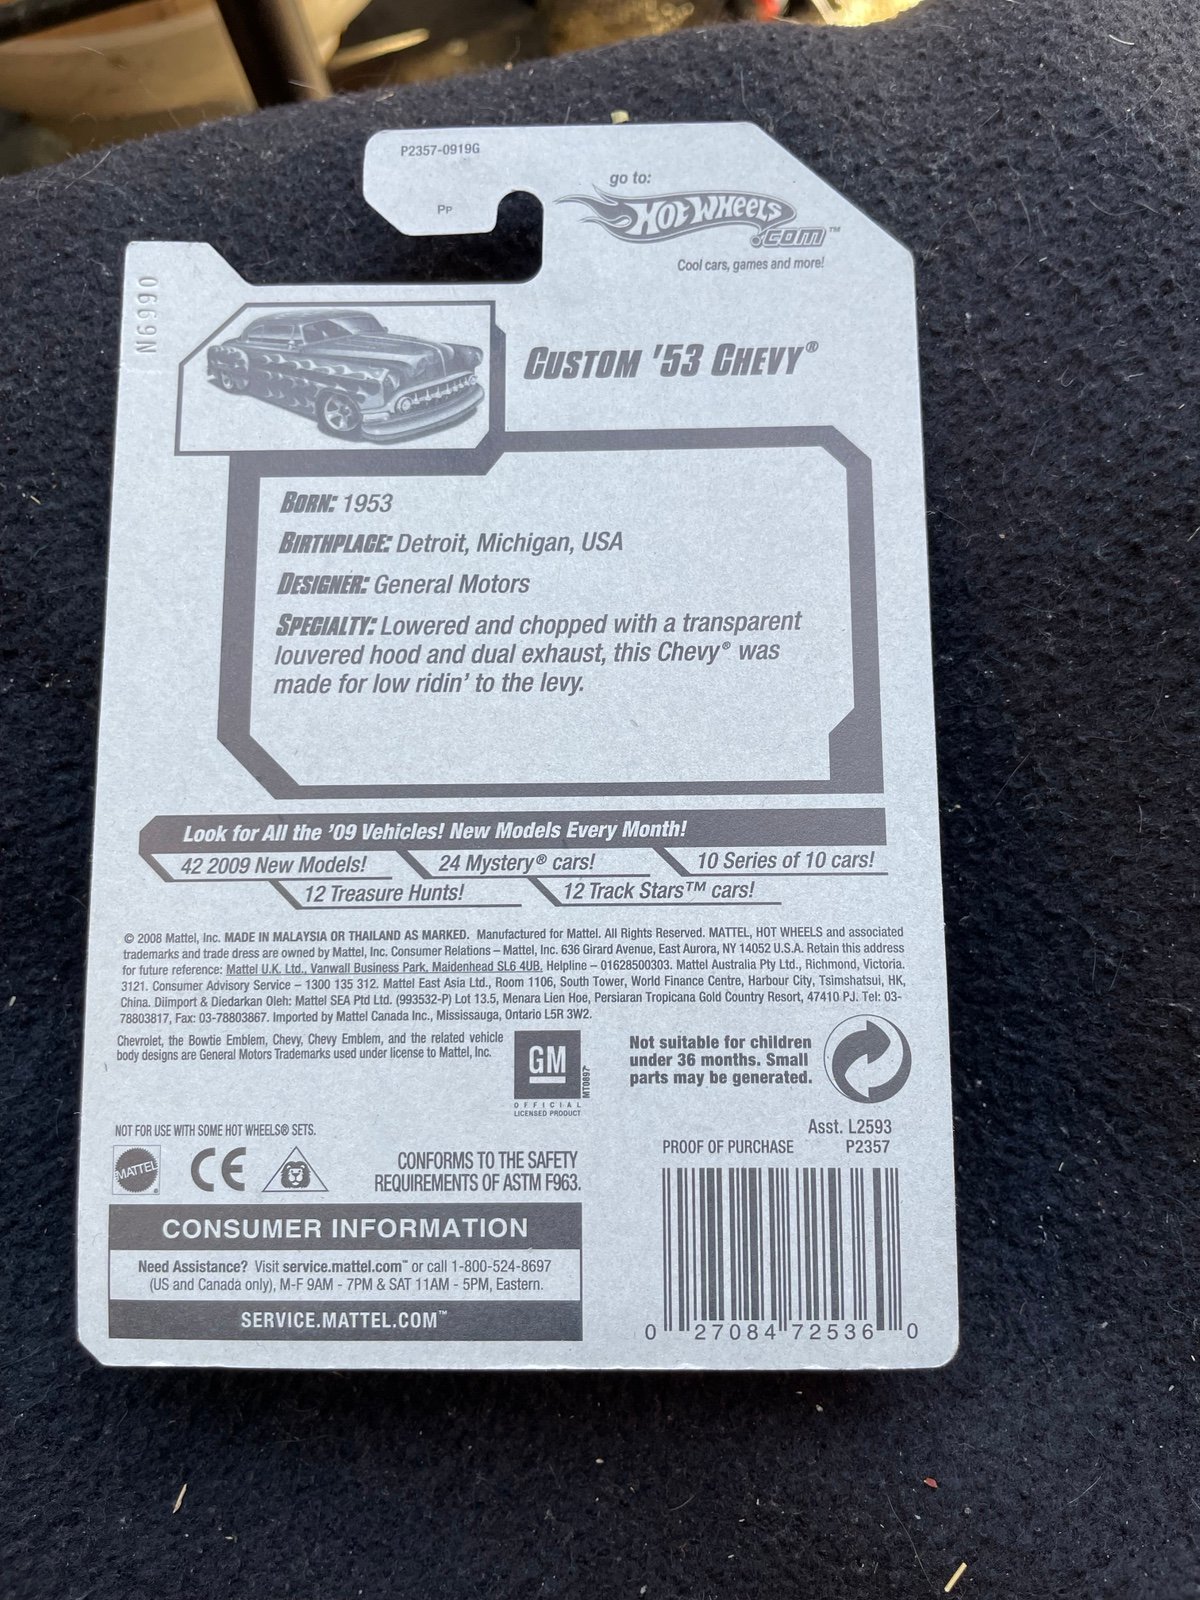 P2357-0919G
PP
go to:
HOT WHEELS
.com™
Cool cars, games and more!
N6990
CUSTOM '53 CHEVY®
BORN: 1953
BIRTHPLACE: Detroit, Michigan, USA
DESIGNER: General Motors
SPECIALTY: Lowered and chopped with a transparent
louvered hood and dual exhaust, this Chevy® was
made for low ridin' to the levy.
Look for All the '09 Vehicles! New Models Every Month!
42 2009 New Models!
24 Mystery® cars!
10 Series of 10 cars!
12 Treasure Hunts!
12 Track Stars™ cars!
© 2008 Mattel, Inc. MADE IN MALAYSIA OR THAILAND AS MARKED. Manufactured for Mattel. All Rights Reserved. MATTEL, HOT WHEELS and associated
trademarks and trade dress are owned by Mattel, Inc. Consumer Relations – Mattel, Inc. 636 Girard Avenue, East Aurora, NY 14052 U.S.A. Retain this address
for future reference: Mattel U.K. Ltd., Vanwall Business Park, Maidenhead SL6 4UB. Helpline – 01628500303. Mattel Australia Pty Ltd., Richmond, Victoria.
3121. Consumer Advisory Service – 1300 135 312. Mattel East Asia Ltd., Room 1106, South Tower, World Finance Centre, Harbour City, Tsimshatsui, HK,
China. Diimport & Diedarkan Oleh: Mattel SEA Ptd Ltd. (993532-P) Lot 13.5, Menara Lien Hoe, Persiaran Tropicana Gold Country Resort, 47410 PJ. Tel: 03-
78803817, Fax: 03-78803867. Imported by Mattel Canada Inc., Mississauga, Ontario L5R 3W2.
Chevrolet, the Bowtie Emblem, Chevy, Chevy Emblem, and the related vehicle
body designs are General Motors Trademarks used under license to Mattel, Inc.
GM
MT0897
OFFICIAL
LICENSED PRODUCT
Not suitable for children
under 36 months. Small
parts may be generated.
NOT FOR USE WITH SOME HOT WHEELS® SETS.
Asst. L2593
PROOF OF PURCHASE P2357
MATTEL®
CE
CONFORMS TO THE SAFETY
REQUIREMENTS OF ASTM F963.
CONSUMER INFORMATION
Need Assistance? Visit service.mattel.com™ or call 1-800-524-8697
(US and Canada only), M-F 9AM - 7PM & SAT 11AM - 5PM, Eastern.
SERVICE.MATTEL.COM™
0 27084 72536 0